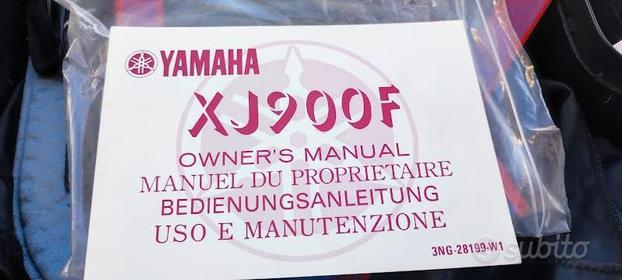 YAMAHA
XJ900F
OWNER'S MANUAL
MANUEL DU PROPRIETAIRE
BEDIENUNGSANLEITUNG
USO E MANUTENZIONE
3NG-28199-W1
subito